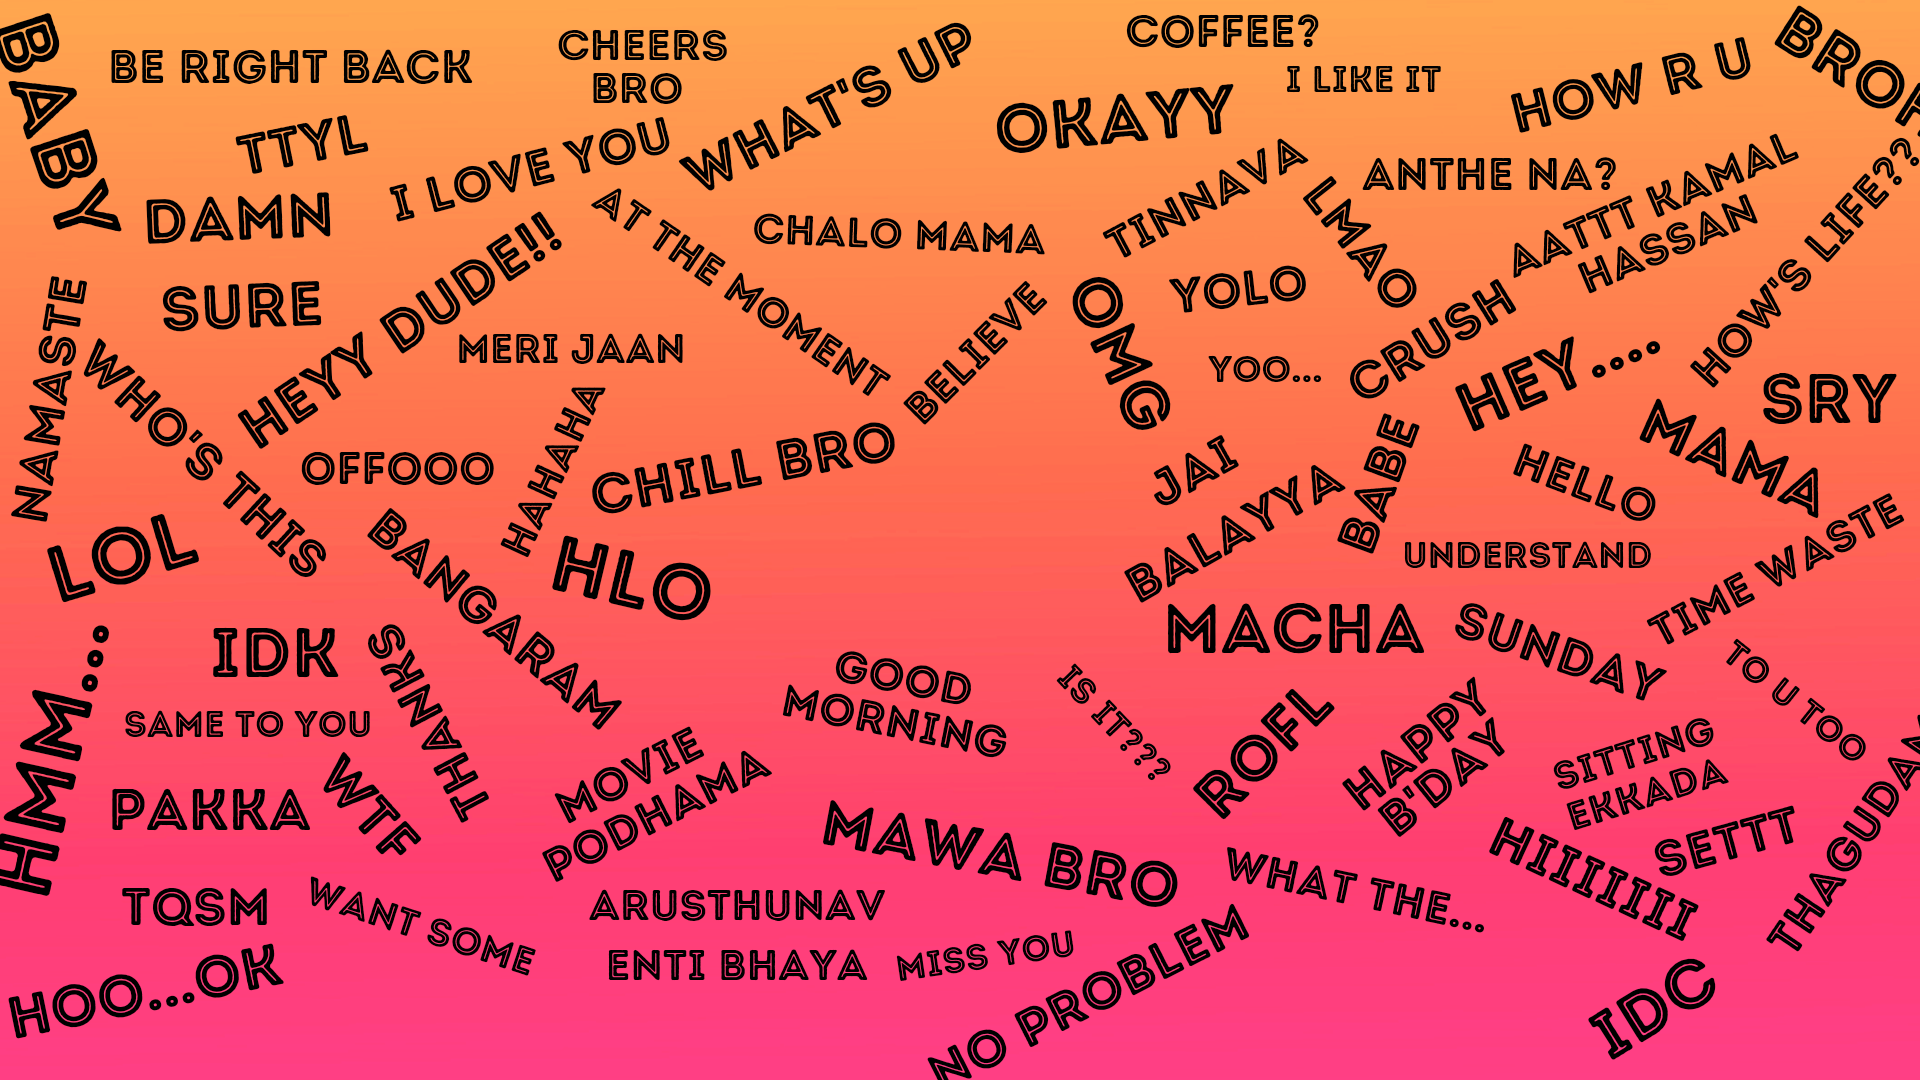 BABY
BE RIGHT BACK
CHEERS
BRO
WHAT'S UP
COFFEE?
I LIKE IT
HOW R U
TTYL
I LOVE YOU
OKAYY
DAMN
AT THE MOMENT
CHALO MAMA
TINNAVA
LMAO
ANTHE NA?
AATTT KAMAL
HASSAN
HOW'S LIFE??
SURE
HEYY DUDE!!
MERI JAAN
BELIEVE
OMG
YOLO
YOO...
CRUSH
HEY....
SRY
NAMASTE
WHO'S THIS
OFFOOO
HAHAHA
CHILL BRO
JAI
BALAYYA
BABE
HELLO
MAMA
LOL
BANGARAM
HLO
UNDERSTAND
TIME WASTE
HMM...
IDK
THANKS
MACHA
SUNDAY
TO U TOO
SAME TO YOU
GOOD
MORNING
IS IT???
ROFL
HAPPY
B'DAY
SITTING
EKKADA
PAKKA
WTF
MOVIE
PODHAMA
MAWA BRO
WHAT THE...
HIIIIIII
SETTT
TQSM
WANT SOME
ARUSTHUNAV
ENTI BHAYA
MISS YOU
NO PROBLEM
HOO...OK
IDC